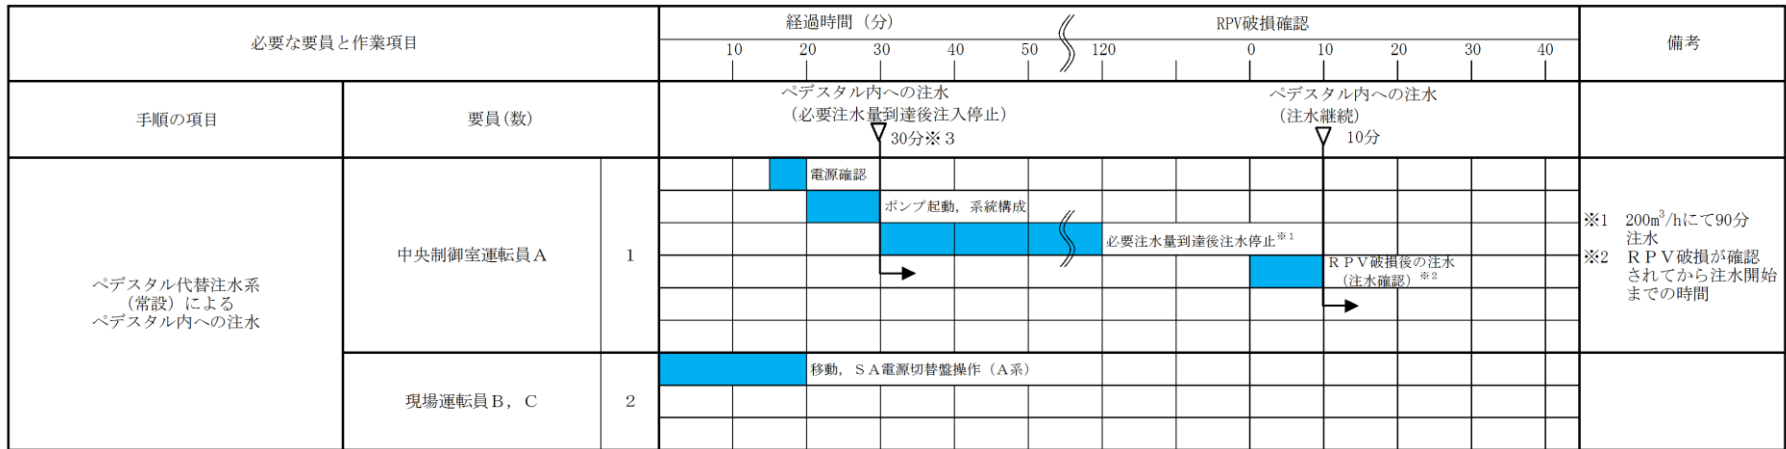 必要な要員と作業項目
経過時間（分）
RPV破損確認
備考
10 20 30 40 50 120 0 10 20 30 40
手順の項目
要員(数)
ペデスタル内への注水
（必要注水量到達後注入停止）
30分※３
ペデスタル内への注水
（注水継続）
10分
ペデスタル代替注水系
（常設）による
ペデスタル内への注水
中央制御室運転員Ａ
1
電源確認
ポンプ起動，系統構成
必要注水量到達後注水停止※1
ＲＰＶ破損後の注水
（注水確認）※2
※1 200m³/hにて90分
注水
※2 ＲＰＶ破損が確認
されてから注水開始
までの時間
現場運転員Ｂ，Ｃ
2
移動，ＳＡ電源切替盤操作（Ａ系）